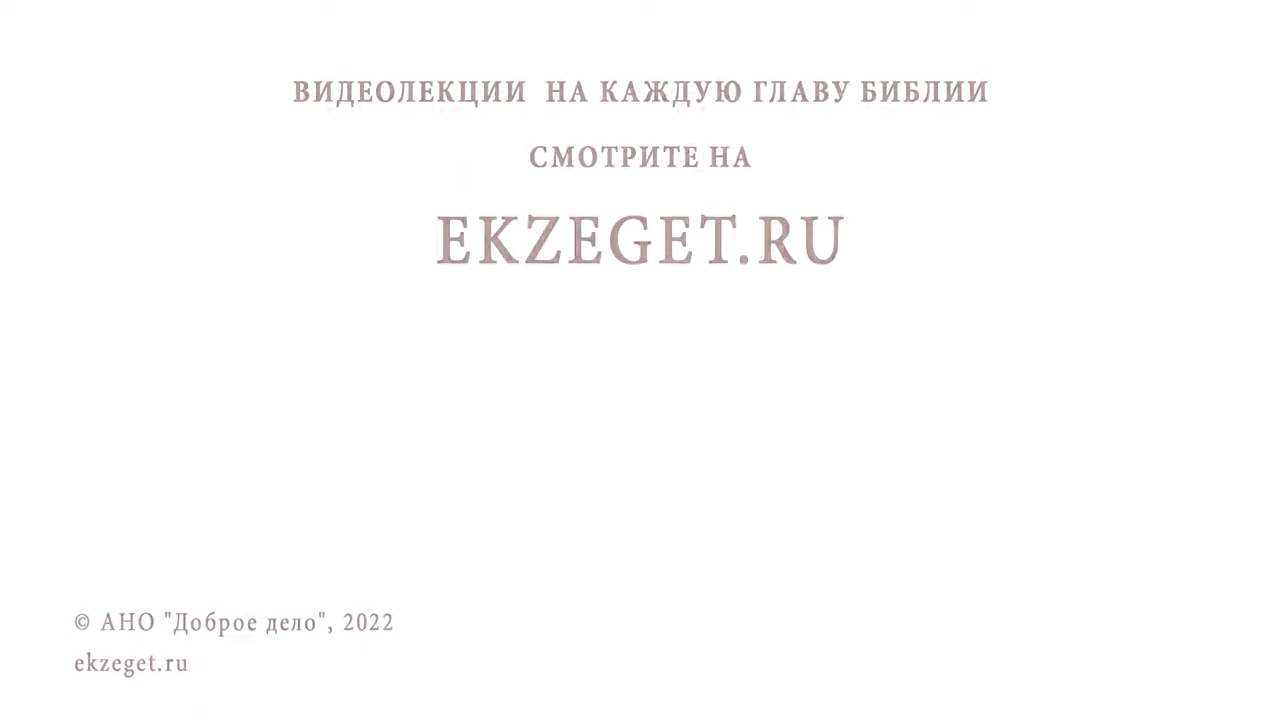 ВИДЕОЛЕКЦИИ НА КАЖДУЮ ГЛАВУ БИБЛИИ
СМОТРИТЕ НА
EKZEGET.RU
© АНО "Доброе дело", 2022
ekzeget.ru